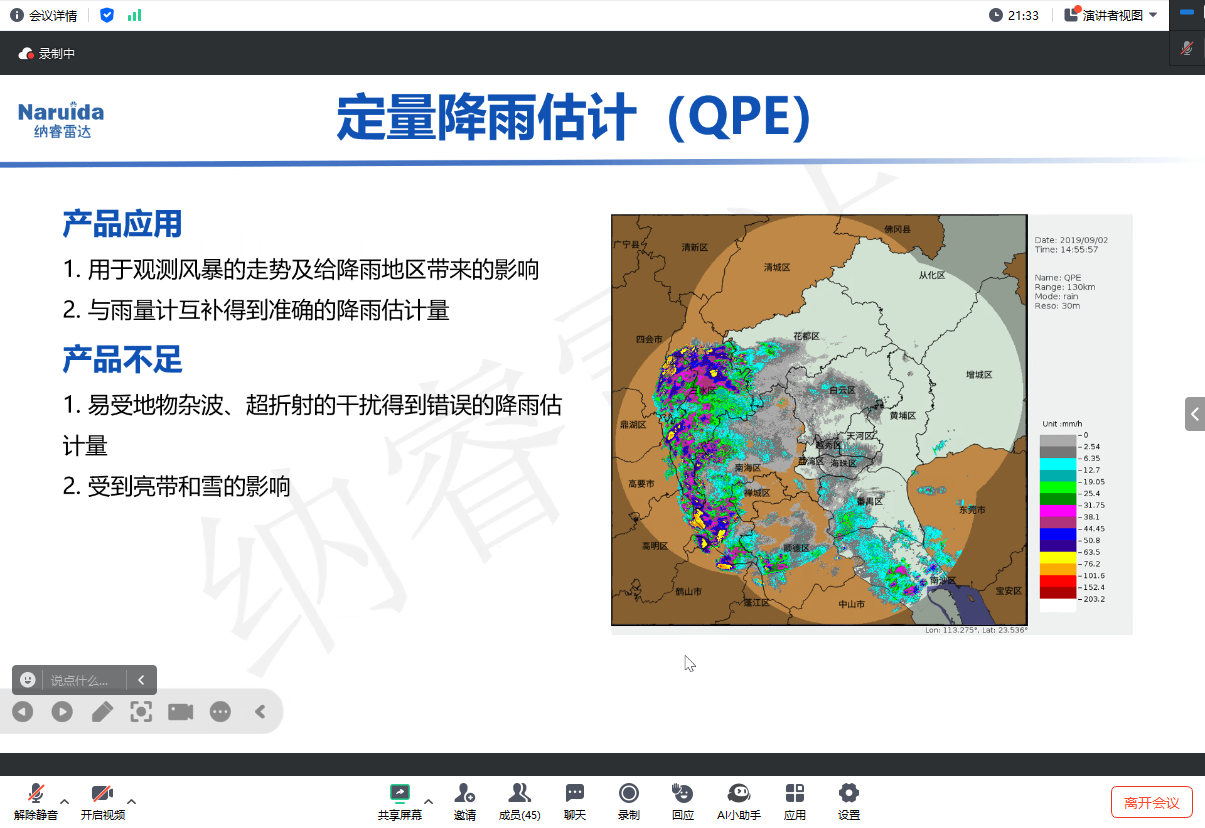 会议详情
21:33
演讲者视图
录制中
Naruida
纳睿雷达
定量降雨估计（QPE）
产品应用
1. 用于观测风暴的走势及给降雨地区带来的影响
2. 与雨量计互补得到准确的降雨估计量
产品不足
1. 易受地物杂波、超折射的干扰得到错误的降雨估
计量
2. 受到亮带和雪的影响
广宁县
清新区
佛冈县
清城区
从化区
四会市
花都区
增城区
三水区
白云区
黄埔区
鼎湖区
天河区
越秀区
荔湾区
海珠区
南海区
高要市
禅城区
番禺区
东莞市
高明区
顺德区
南沙区
鹤山市
蓬江区
中山市
宝安区
Date: 2019/09/02
Time: 14:55:57
Name: QPE
Range: 130km
Mode: rain
Reso: 30m
Unit :mm/h
0
2.54
6.35
12.7
19.05
25.4
31.75
38.1
44.45
50.8
63.5
76.2
101.6
152.4
203.2
Lon: 113.275°, Lat: 23.536°
说点什么...
解除静音
开启视频
共享屏幕
邀请
成员(45)
聊天
录制
回应
AI小助手
应用
设置
离开会议